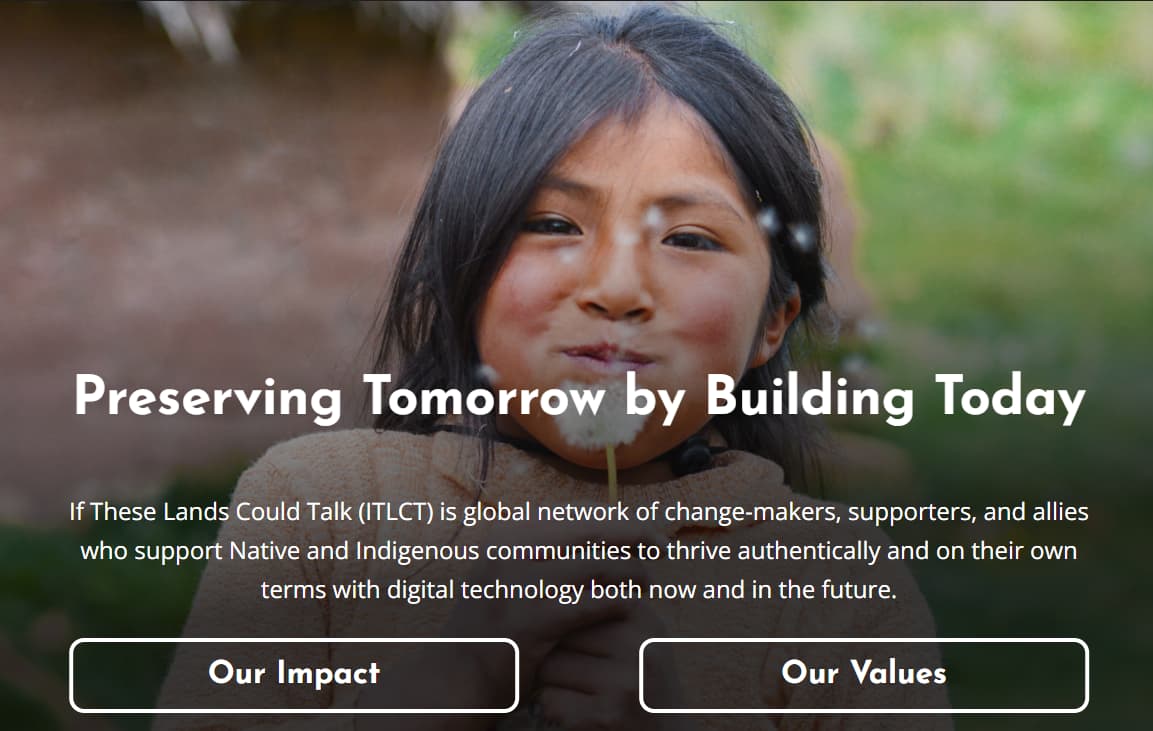 Preserving Tomorrow by Building Today
If These Lands Could Talk (ITLCT) is global network of change-makers, supporters, and allies
who support Native and Indigenous communities to thrive authentically and on their own
terms with digital technology both now and in the future.
Our Impact
Our Values